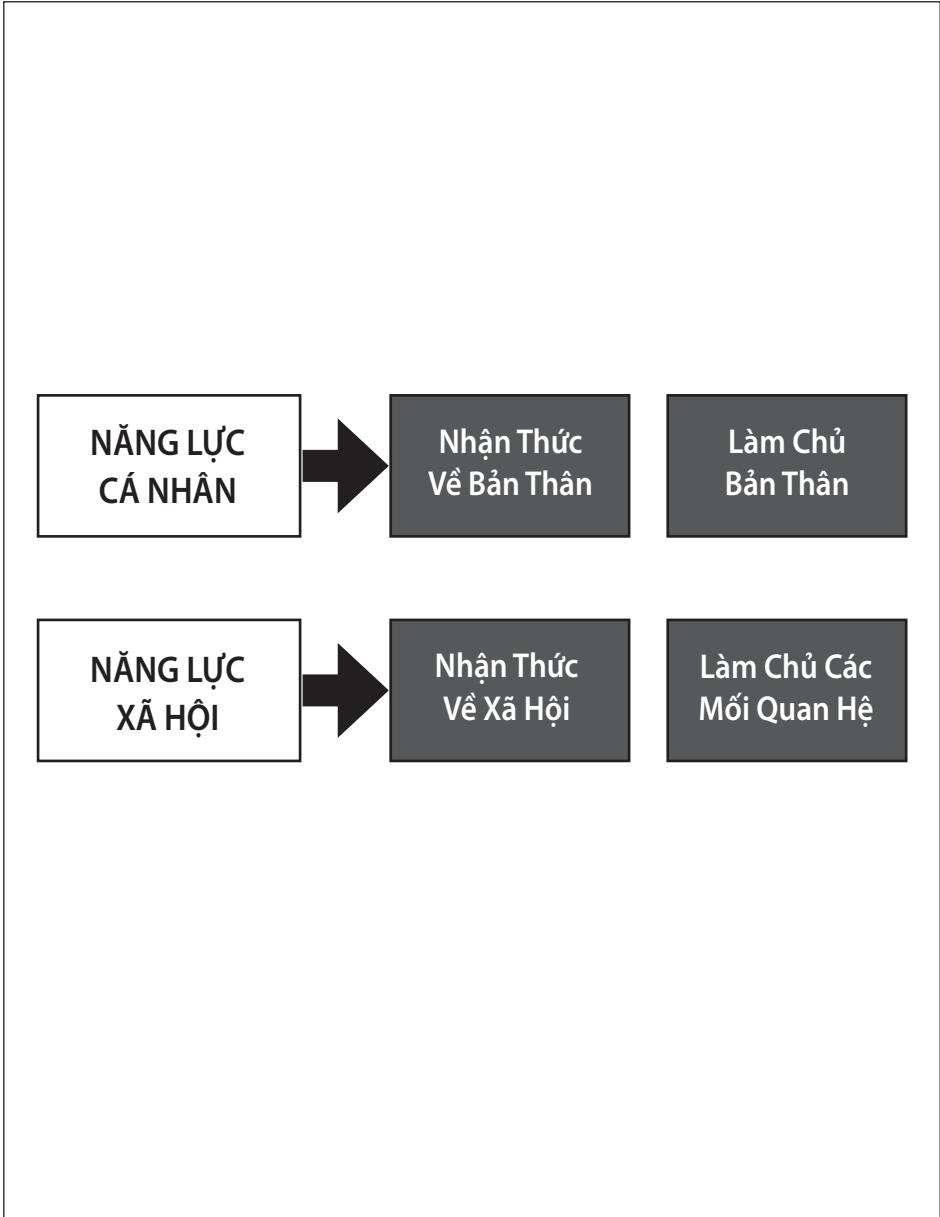 NĂNG LỰC
CÁ NHÂN
Nhận Thức
Về Bản Thân
Làm Chủ
Bản Thân
NĂNG LỰC
XÃ HỘI
Nhận Thức
Về Xã Hội
Làm Chủ Các
Mối Quan Hệ